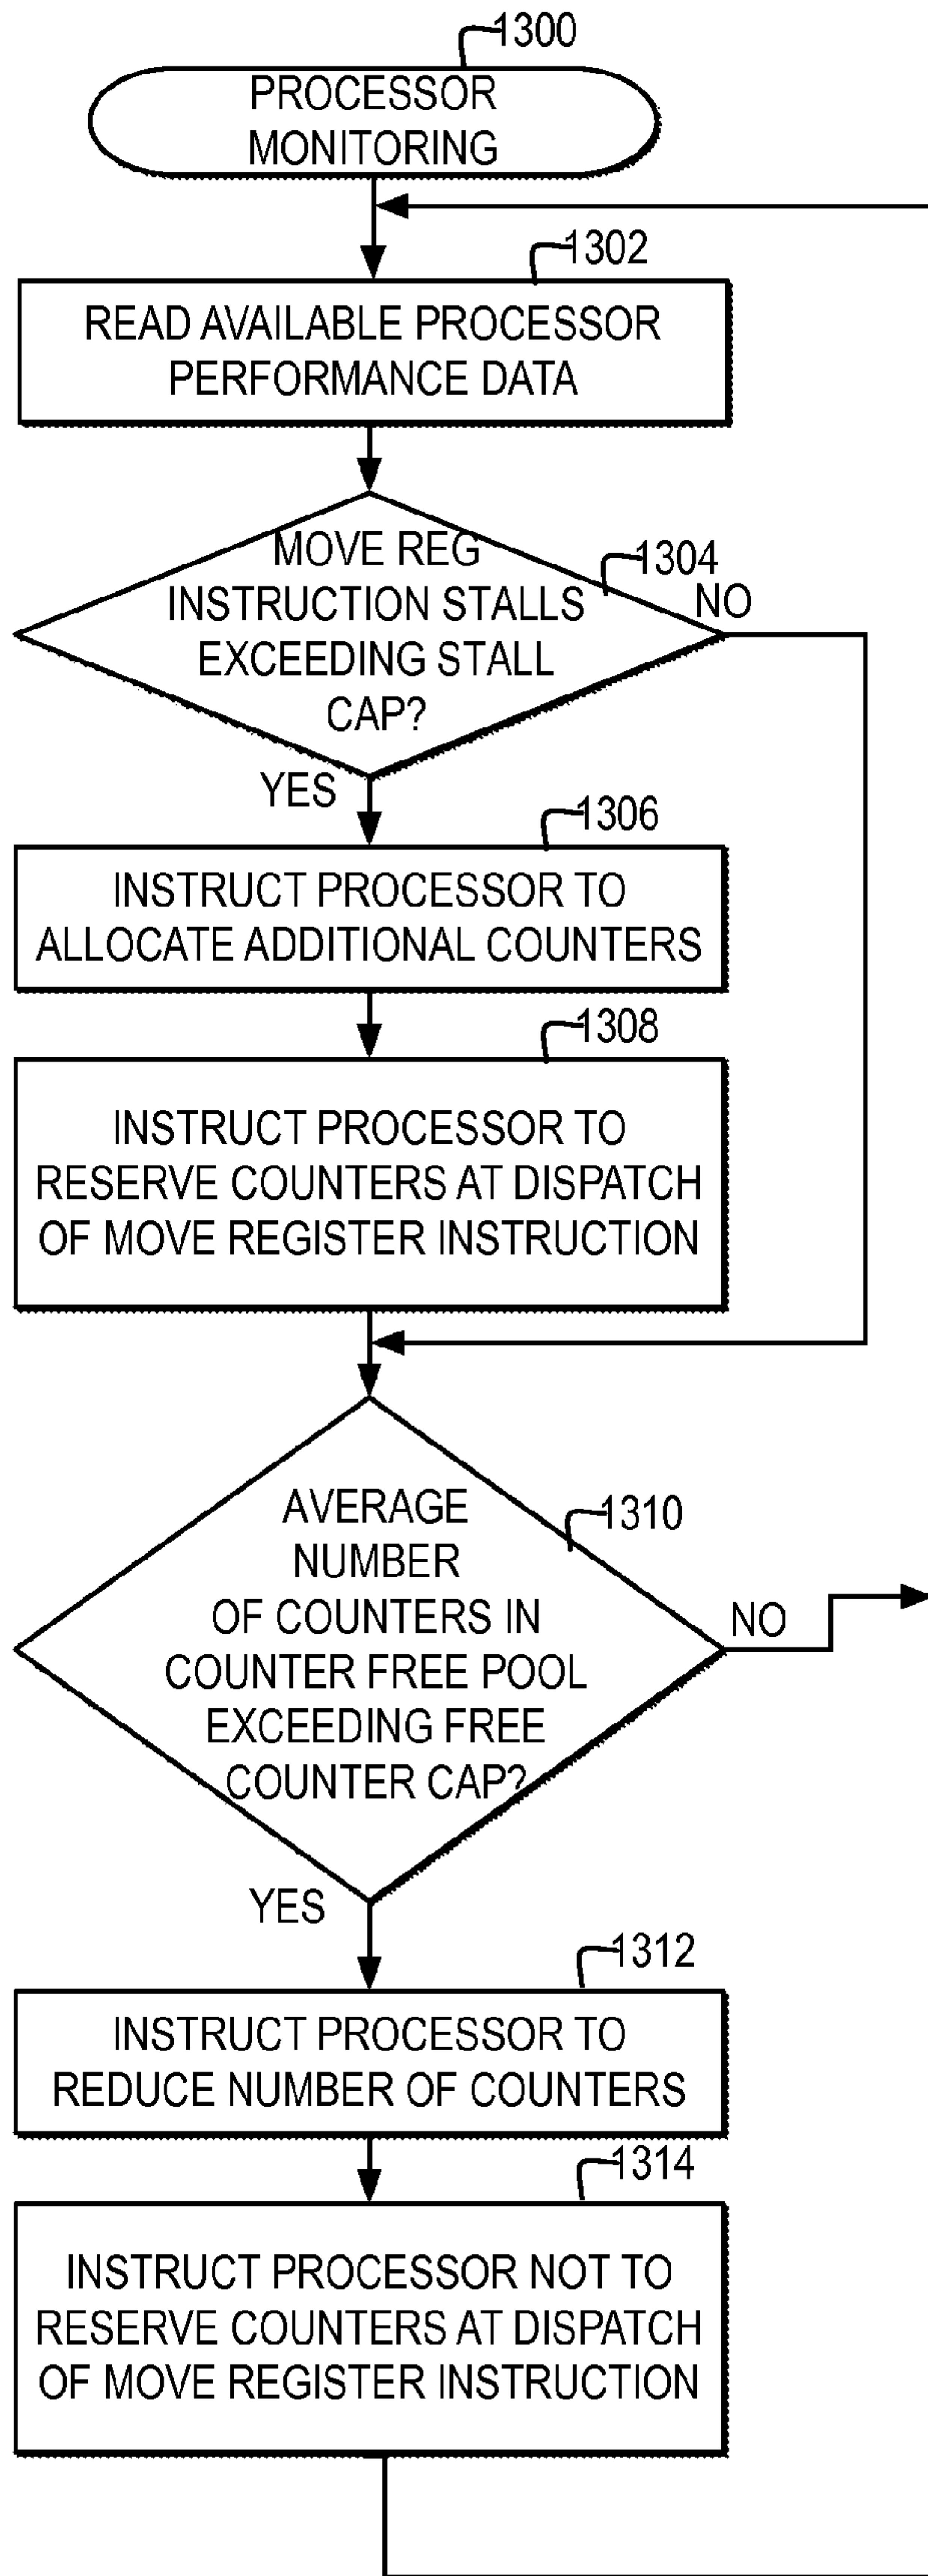 1300
PROCESSOR
MONITORING
1302
READ AVAILABLE PROCESSOR
PERFORMANCE DATA
MOVE REG
INSTRUCTION STALLS
EXCEEDING STALL
CAP?
1304
NO
YES
1306
INSTRUCT PROCESSOR TO
ALLOCATE ADDITIONAL COUNTERS
1308
INSTRUCT PROCESSOR TO
RESERVE COUNTERS AT DISPATCH
OF MOVE REGISTER INSTRUCTION
1310
AVERAGE
NUMBER
OF COUNTERS IN
COUNTER FREE POOL
EXCEEDING FREE
COUNTER CAP?
NO
YES
1312
INSTRUCT PROCESSOR TO
REDUCE NUMBER OF COUNTERS
1314
INSTRUCT PROCESSOR NOT TO
RESERVE COUNTERS AT DISPATCH
OF MOVE REGISTER INSTRUCTION